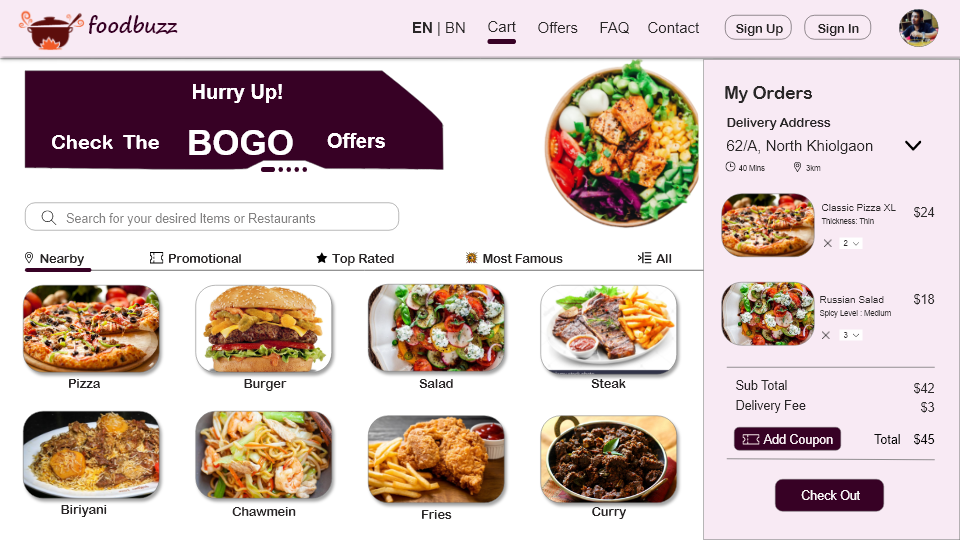 foodbuzz
EN | BN Cart Offers FAQ Contact Sign Up Sign In
Hurry Up!
Check The BOGO Offers
Search for your desired Items or Restaurants
Nearby Promotional Top Rated Most Famous All
Pizza Burger Salad Steak
Biriyani Chawmein Fries Curry
My Orders
Delivery Address
62/A, North Khiolgaon
40 Mins 3km
Classic Pizza XL $24
Thickness: Thin
2
Russian Salad $18
Spicy Level : Medium
3
Sub Total $42
Delivery Fee $3
Add Coupon Total $45
Check Out